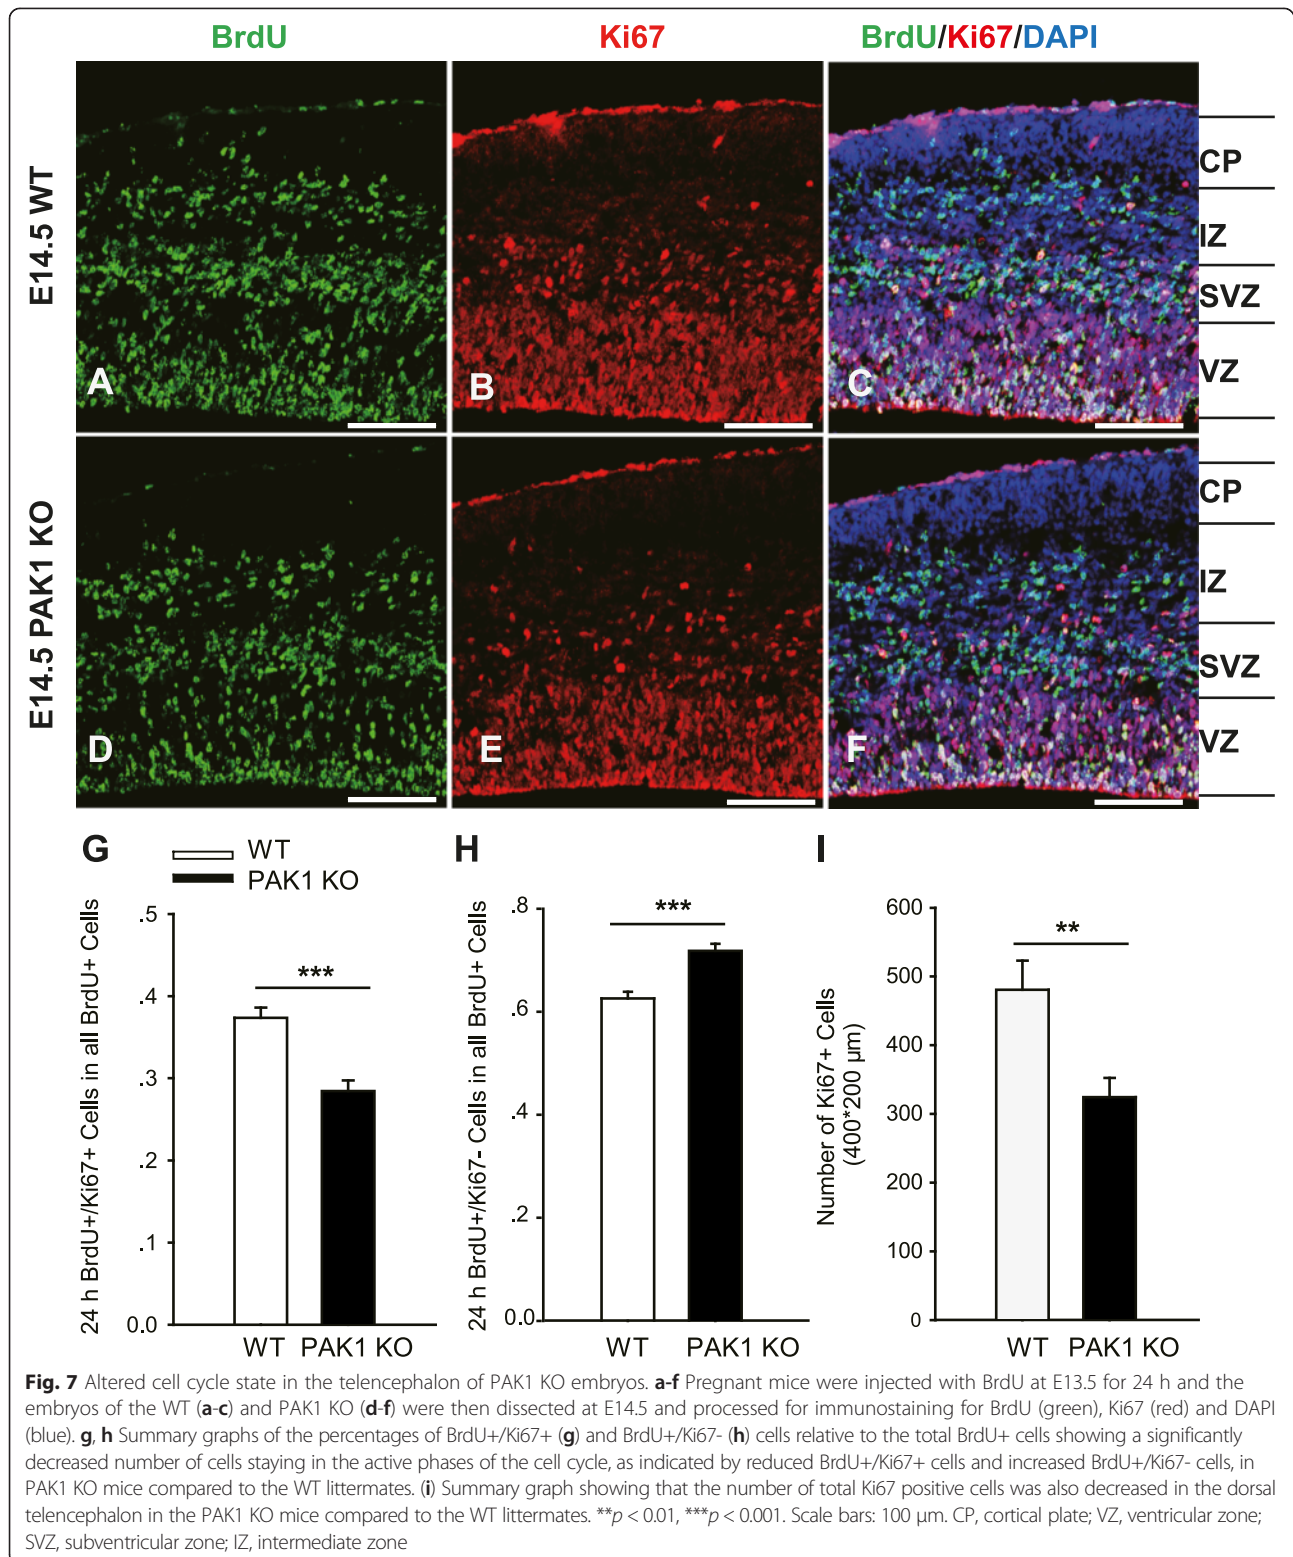 BrdU Ki67 BrdU/Ki67/DAPI
E14.5 WT
A B C
CP
IZ
SVZ
VZ
E14.5 PAK1 KO
D E F
CP
IZ
SVZ
VZ
G
WT
PAK1 KO
24 h BrdU+/Ki67+ Cells in all BrdU+ Cells
.5
.4
.3
.2
.1
0.0
***
WT PAK1 KO
H
24 h BrdU+/Ki67- Cells in all BrdU+ Cells
.8
.6
.4
.2
0.0
***
WT PAK1 KO
I
Number of Ki67+ Cells
(400*200 µm)
600
500
400
300
200
100
0
**
WT PAK1 KO
Fig. 7 Altered cell cycle state in the telencephalon of PAK1 KO embryos. a-f Pregnant mice were injected with BrdU at E13.5 for 24 h and the
embryos of the WT (a-c) and PAK1 KO (d-f) were then dissected at E14.5 and processed for immunostaining for BrdU (green), Ki67 (red) and DAPI
(blue). g, h Summary graphs of the percentages of BrdU+/Ki67+ (g) and BrdU+/Ki67- (h) cells relative to the total BrdU+ cells showing a significantly
decreased number of cells staying in the active phases of the cell cycle, as indicated by reduced BrdU+/Ki67+ cells and increased BrdU+/Ki67- cells, in
PAK1 KO mice compared to the WT littermates. (i) Summary graph showing that the number of total Ki67 positive cells was also decreased in the dorsal
telencephalon in the PAK1 KO mice compared to the WT littermates. **p < 0.01, ***p < 0.001. Scale bars: 100 µm. CP, cortical plate; VZ, ventricular zone;
SVZ, subventricular zone; IZ, intermediate zone